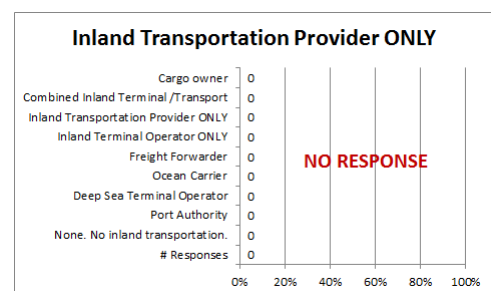 Inland Transportation Provider ONLY
Cargo owner 0
Combined Inland Terminal /Transport 0
Inland Transportation Provider ONLY 0
Inland Terminal Operator ONLY 0
Freight Forwarder 0
NO RESPONSE
Ocean Carrier 0
Deep Sea Terminal Operator 0
Port Authority 0
None. No inland transportation. 0
# Responses 0
0% 20% 40% 60% 80% 100%